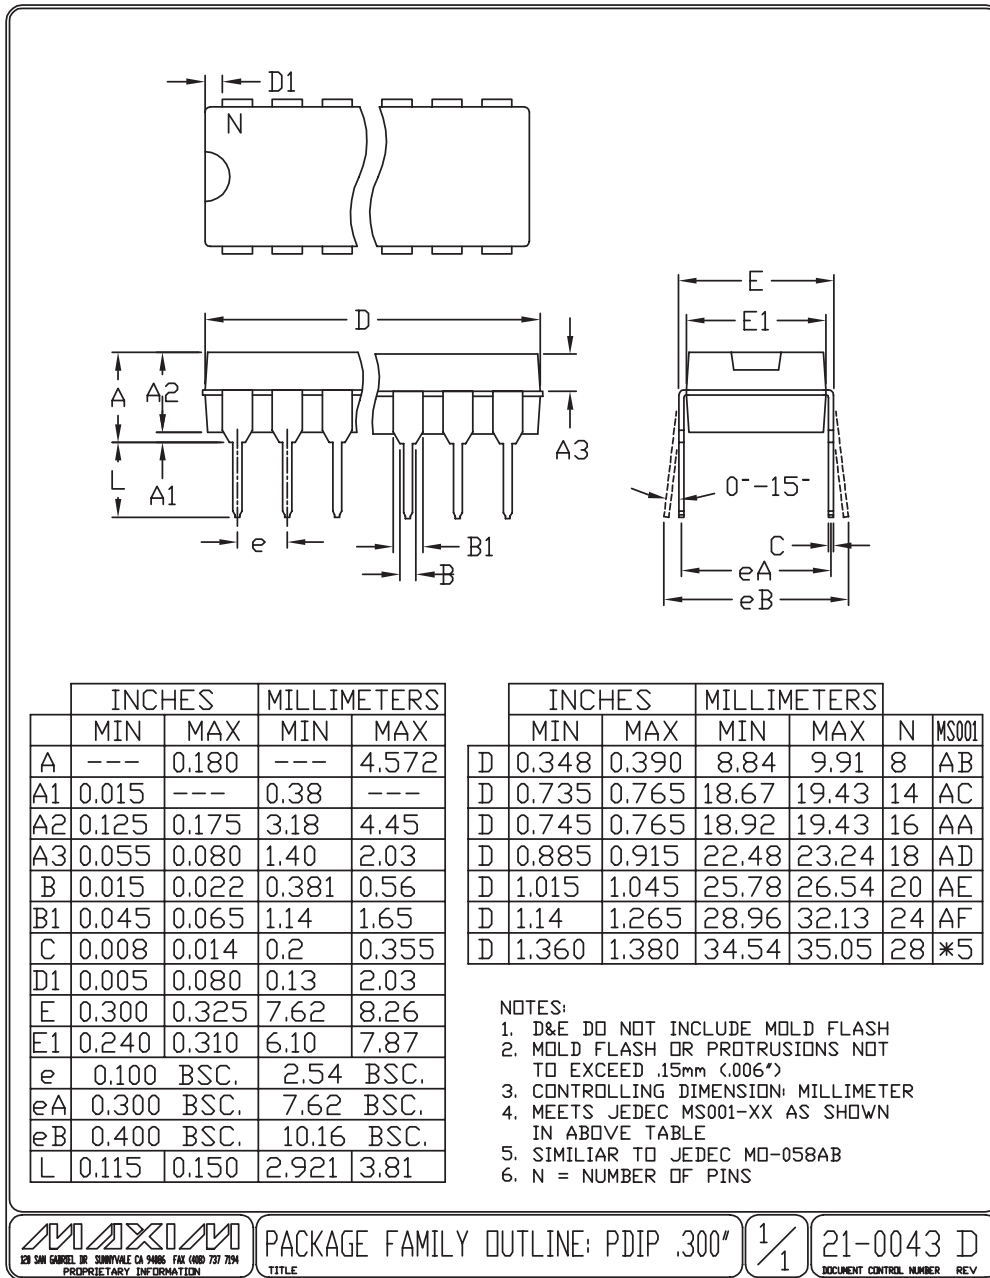 D1
N
D
A
A2
L
A1
e
B1
B
A3
E
E1
0°-15°
C
eA
eB
INCHES MILLIMETERS
MIN MAX MIN MAX
A --- 0.180 --- 4.572
A1 0.015 --- 0.38 ---
A2 0.125 0.175 3.18 4.45
A3 0.055 0.080 1.40 2.03
B 0.015 0.022 0.381 0.56
B1 0.045 0.065 1.14 1.65
C 0.008 0.014 0.2 0.355
D1 0.005 0.080 0.13 2.03
E 0.300 0.325 7.62 8.26
E1 0.240 0.310 6.10 7.87
e 0.100 BSC. 2.54 BSC.
eA 0.300 BSC. 7.62 BSC.
eB 0.400 BSC. 10.16 BSC.
L 0.115 0.150 2.921 3.81
INCHES MILLIMETERS
MIN MAX MIN MAX N MS001
D 0.348 0.390 8.84 9.91 8 AB
D 0.735 0.765 18.67 19.43 14 AC
D 0.745 0.765 18.92 19.43 16 AA
D 0.885 0.915 22.48 23.24 18 AD
D 1.015 1.045 25.78 26.54 20 AE
D 1.14 1.265 28.96 32.13 24 AF
D 1.360 1.380 34.54 35.05 28 *5
NOTES:
1. D&E DO NOT INCLUDE MOLD FLASH
2. MOLD FLASH OR PROTRUSIONS NOT
TO EXCEED .15mm (.006")
3. CONTROLLING DIMENSION: MILLIMETER
4. MEETS JEDEC MS001-XX AS SHOWN
IN ABOVE TABLE
5. SIMILIAR TO JEDEC MO-058AB
6. N = NUMBER OF PINS
MAXIM
120 SAN GABRIEL DR SUNNYVALE CA 94086 FAX (408) 737 7194
PROPRIETARY INFORMATION
PACKAGE FAMILY OUTLINE: PDIP .300"
TITLE
1/1
21-0043 D
DOCUMENT CONTROL NUMBER REV